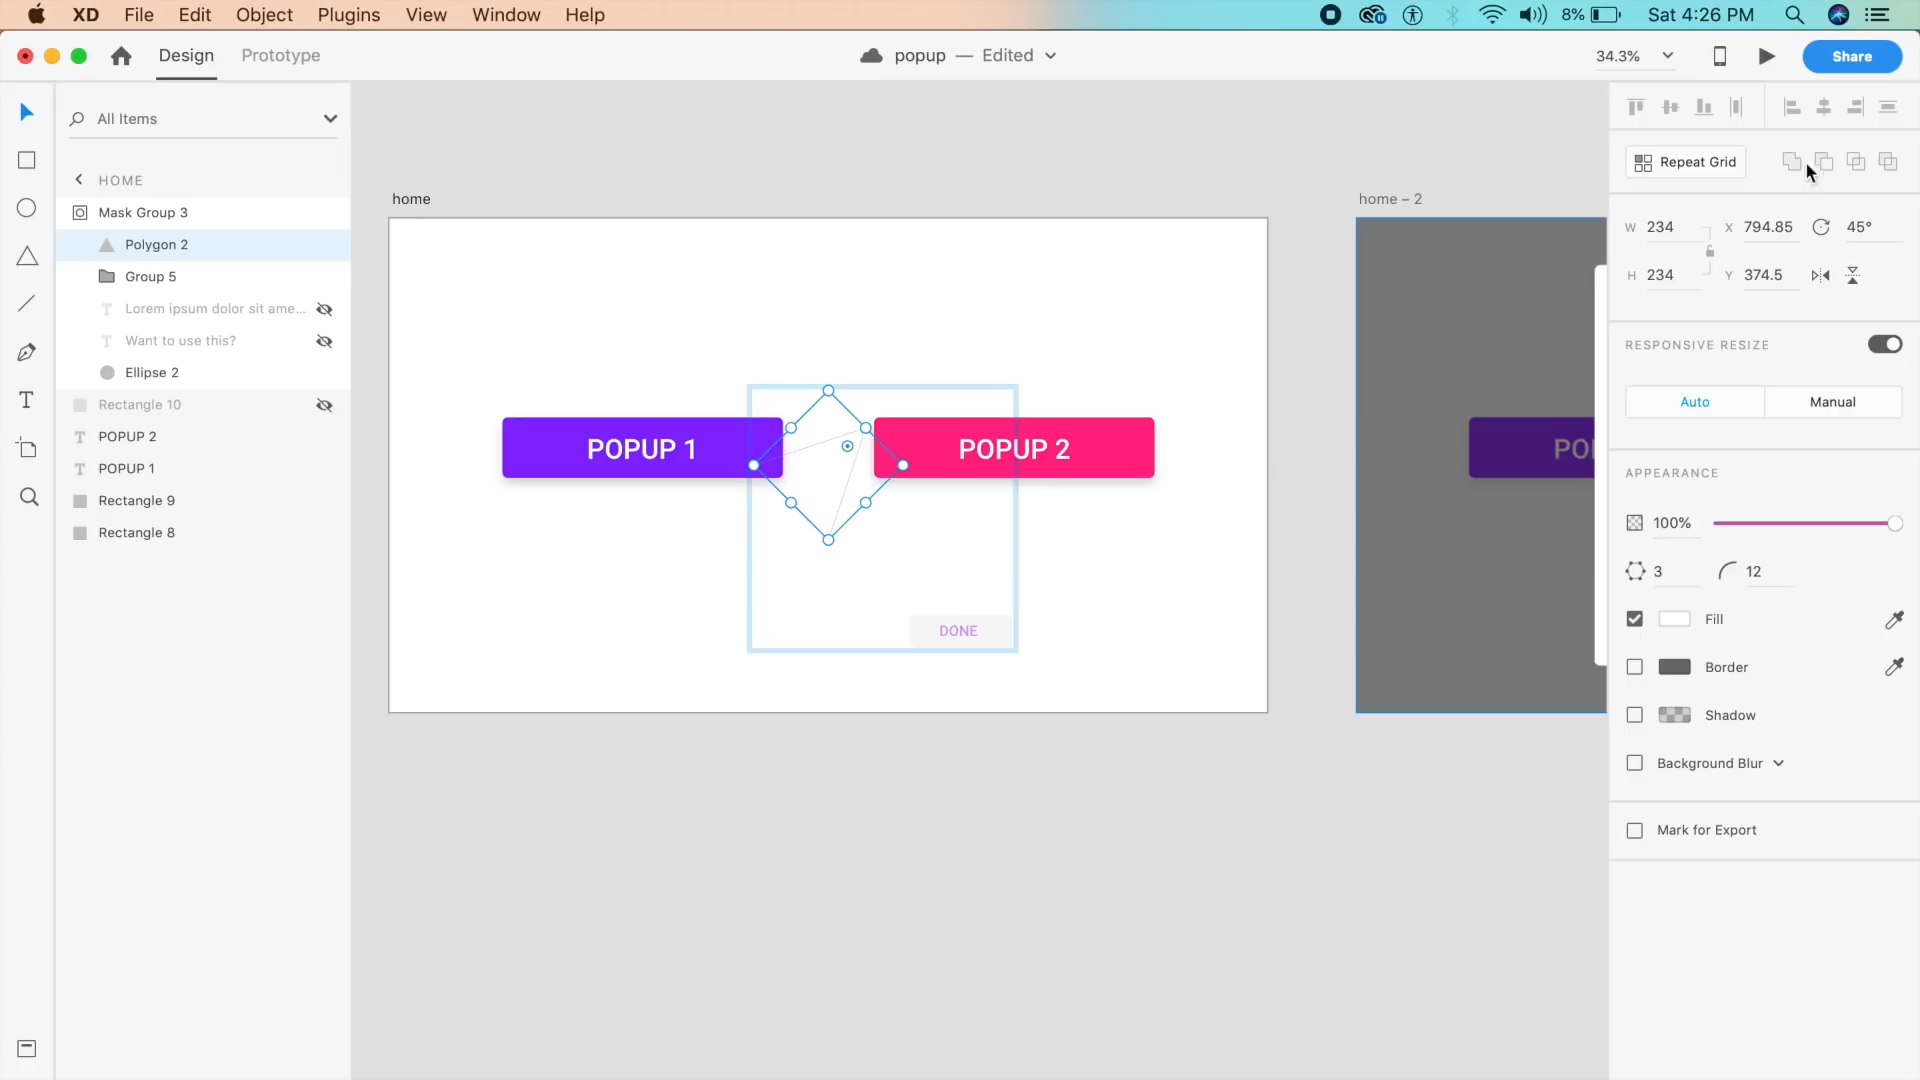 XD File Edit Object Plugins View Window Help 8% Sat 4:26 PM
Design Prototype popup — Edited 34.3% Share
All Items
HOME
Mask Group 3
Polygon 2
Group 5
Lorem ipsum dolor sit ame...
Want to use this?
Ellipse 2
Rectangle 10
POPUP 2
POPUP 1
Rectangle 9
Rectangle 8
home
POPUP 1 POPUP 2
DONE
home – 2
PO
Repeat Grid
W 234 X 794.85 45°
H 234 Y 374.5
RESPONSIVE RESIZE
Auto Manual
APPEARANCE
100%
3 12
Fill
Border
Shadow
Background Blur
Mark for Export